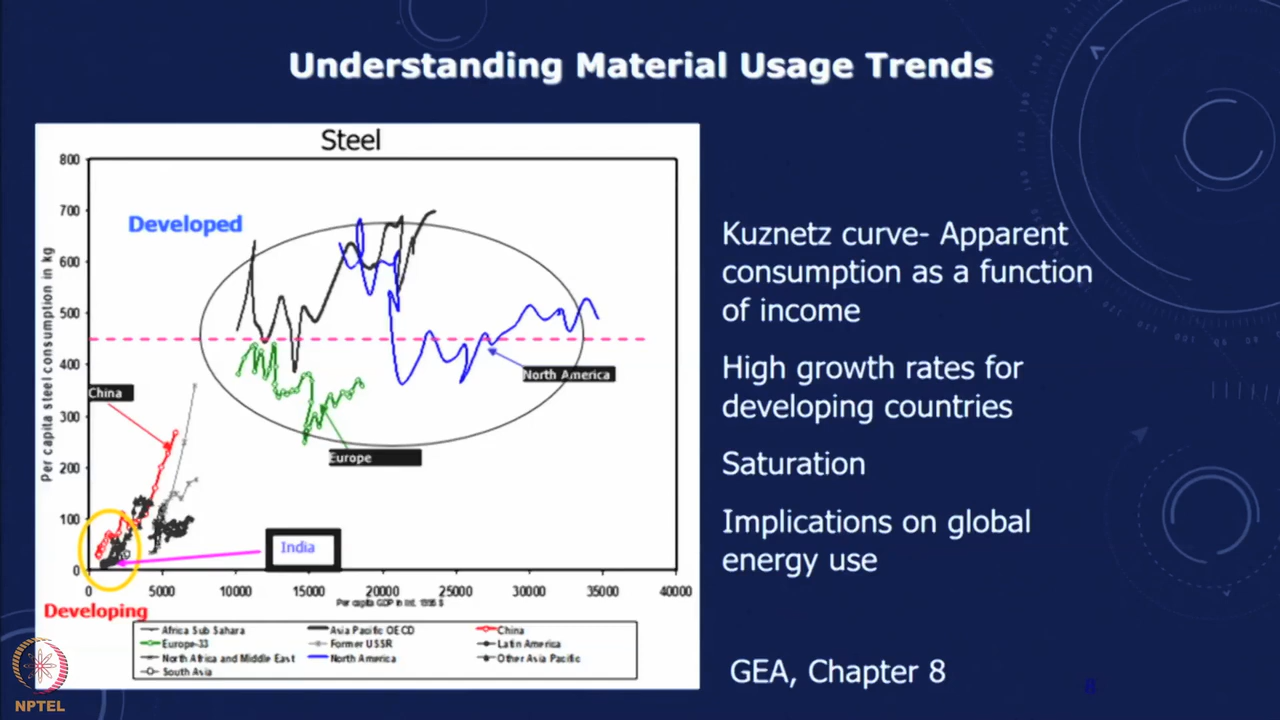 Understanding Material Usage Trends
Steel
Per capita steel consumption in kg
800
700
600
500
400
300
200
100
0
Developed
China
North America
Europe
India
0
5000
10000
15000
20000
25000
30000
35000
40000
Per capita GDP in
Developing
Africa Sub Sahara
Asia Pacific OECD
China
Europe-33
Former USSR
Latin America
North Africa and Middle East
North America
Other Asia Pacific
South Asia
Kuznetz curve- Apparent
consumption as a function
of income
High growth rates for
developing countries
Saturation
Implications on global
energy use
GEA, Chapter 8
8
NPTEL